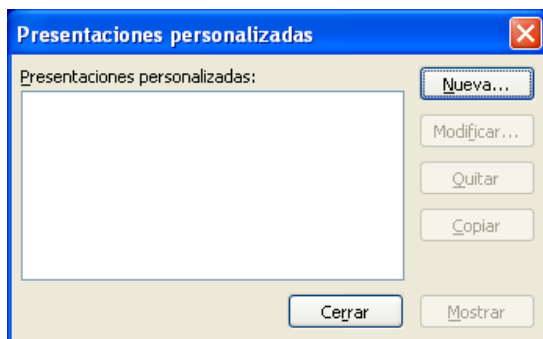 Presentaciones personalizadas
Presentaciones personalizadas:
Nueva...
Modificar...
Quitar
Copiar
Cerrar
Mostrar